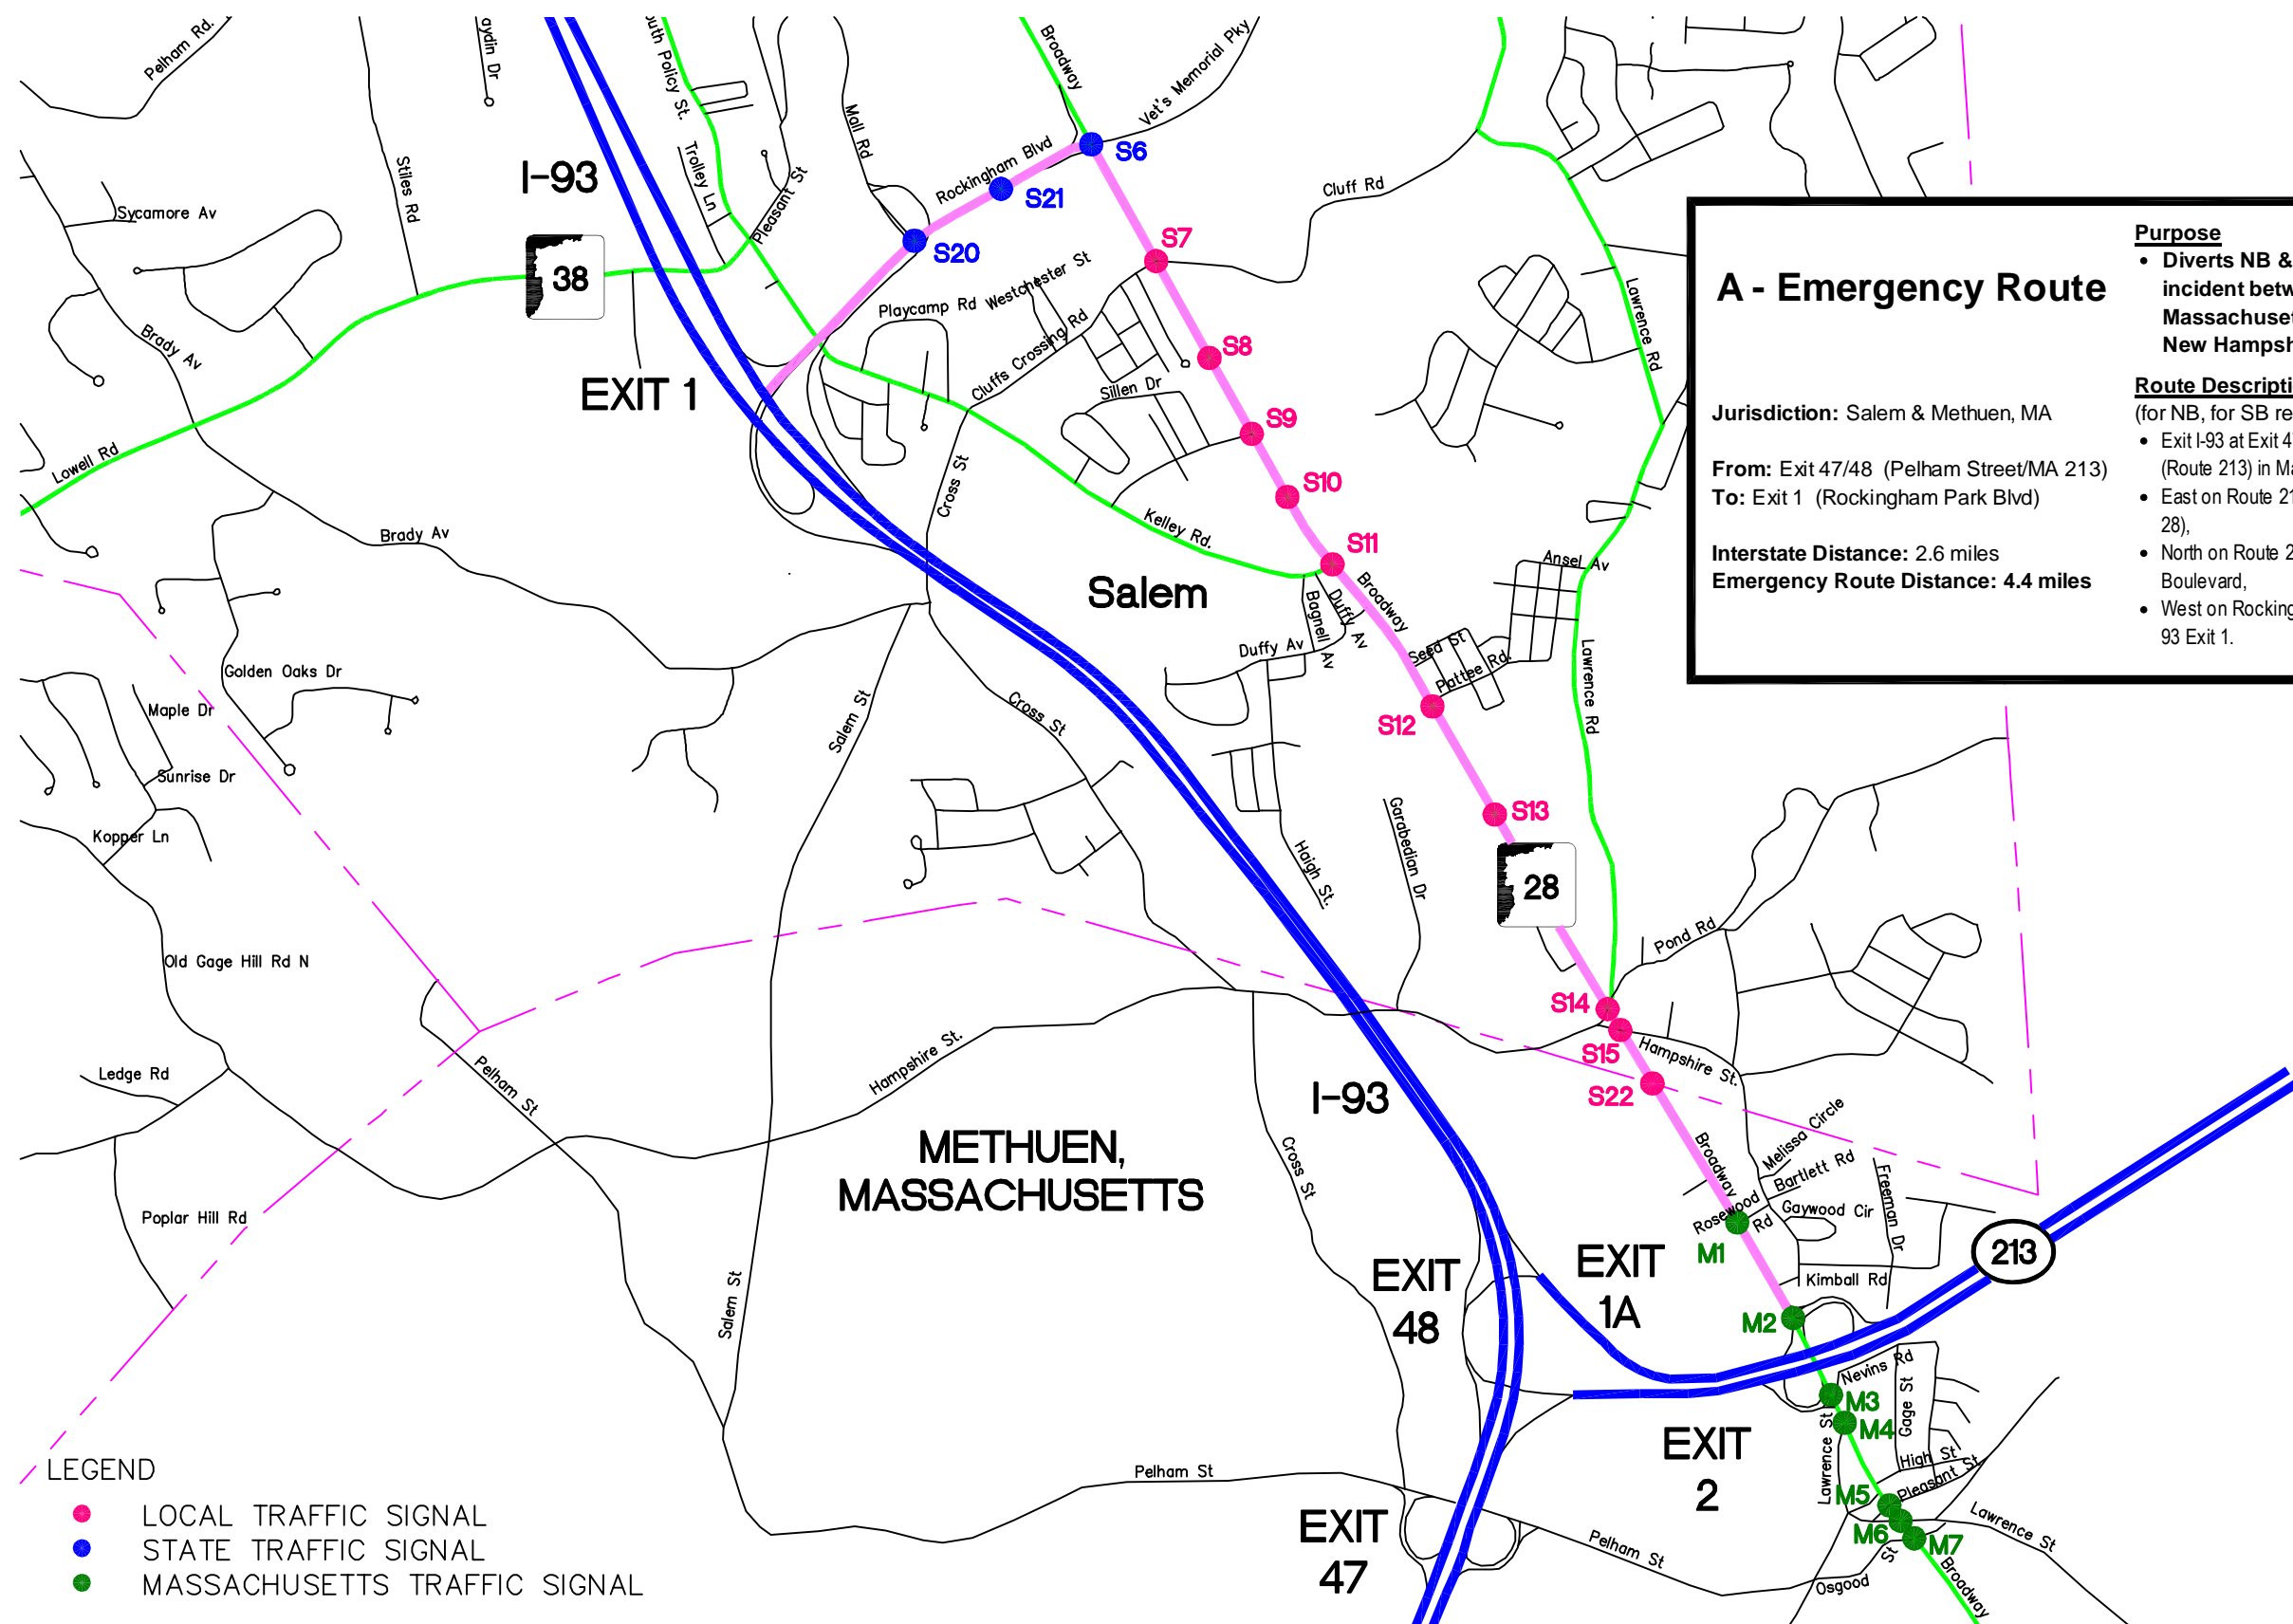 Pelham Rd.
aydin Dr
outh Policy St.
Broadway
Vet's Memorial Pky
Mall Rd
Trolley Ln
Pleasant St
Stiles Rd
I-93
Rockingham Blvd
S6
S21
S20
Cluff Rd
Sycamore Av
S7
38
Playcamp Rd
Westchester St
Cluffs Crossing Rd
S8
Lawrence Rd
Brady Av
EXIT 1
Sillen Dr
S9
Lowell Rd
Cross St
S10
Kelley Rd.
Brady Av
S11
Salem
Broadway
Ansel Av
Bagnell Av
Duffy Av
Duffy Av
Seed St
Pattee Rd.
Lawrence Rd
S12
Golden Oaks Dr
Maple Dr
Salem St
Cross St
Sunrise Dr
Kopper Ln
S13
Garabedian Dr
Haigh St.
28
Old Gage Hill Rd N
Pond Rd
S14
S15
Hampshire St.
Hampshire St.
Ledge Rd
Pelham St
S22
I-93
METHUEN,
MASSACHUSETTS
Cross St
Broadway
Melissa Circle
Bartlett Rd
Freeman Dr
Rosewood Rd
Gaywood Cir
Poplar Hill Rd
M1
213
Kimball Rd
EXIT
48
EXIT
1A
Salem St
M2
Nevins Rd
M3
M4
Gage St
Lawrence St
EXIT
2
High St
Pleasant St
M5
M6
M7
Lawrence St
Pelham St
EXIT
47
Pelham St
Osgood St
Broadway
A - Emergency Route
Jurisdiction: Salem & Methuen, MA
From: Exit 47/48 (Pelham Street/MA 213)
To: Exit 1 (Rockingham Park Blvd)
Interstate Distance: 2.6 miles
Emergency Route Distance: 4.4 miles
Purpose
• Diverts NB &
incident betw
Massachuset
New Hampsh
Route Descripti
(for NB, for SB re
• Exit I-93 at Exit 4
(Route 213) in Ma
• East on Route 21
28),
• North on Route 2
Boulevard,
• West on Rocking
93 Exit 1.
LEGEND
LOCAL TRAFFIC SIGNAL
STATE TRAFFIC SIGNAL
MASSACHUSETTS TRAFFIC SIGNAL